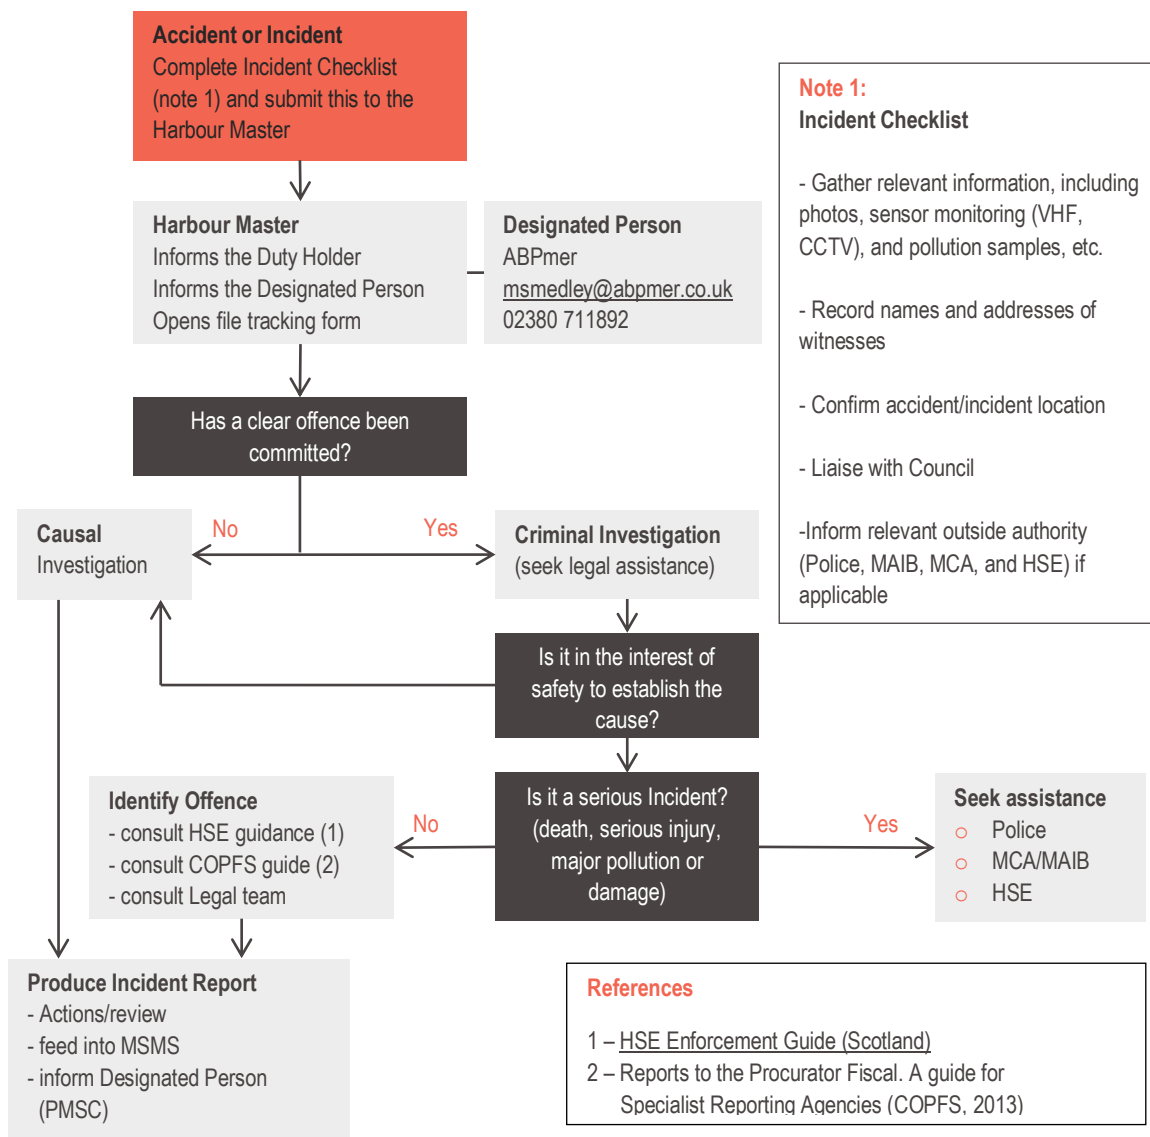 Accident or Incident
Complete Incident Checklist
(note 1) and submit this to the
Harbour Master
Note 1:
Incident Checklist
- Gather relevant information, including
photos, sensor monitoring (VHF,
CCTV), and pollution samples, etc.
- Record names and addresses of
witnesses
- Confirm accident/incident location
- Liaise with Council
-Inform relevant outside authority
(Police, MAIB, MCA, and HSE) if
applicable
Harbour Master
Informs the Duty Holder
Informs the Designated Person
Opens file tracking form
Designated Person
ABPmer
msmedley@abpmer.co.uk
02380 711892
Has a clear offence been
committed?
No
Yes
Causal
Investigation
Criminal Investigation
(seek legal assistance)
Is it in the interest of
safety to establish the
cause?
Is it a serious Incident?
(death, serious injury,
major pollution or
damage)
No
Yes
Identify Offence
- consult HSE guidance (1)
- consult COPFS guide (2)
- consult Legal team
Seek assistance
o Police
o MCA/MAIB
o HSE
Produce Incident Report
- Actions/review
- feed into MSMS
- inform Designated Person
(PMSC)
References
1 – HSE Enforcement Guide (Scotland)
2 – Reports to the Procurator Fiscal. A guide for
Specialist Reporting Agencies (COPFS, 2013)